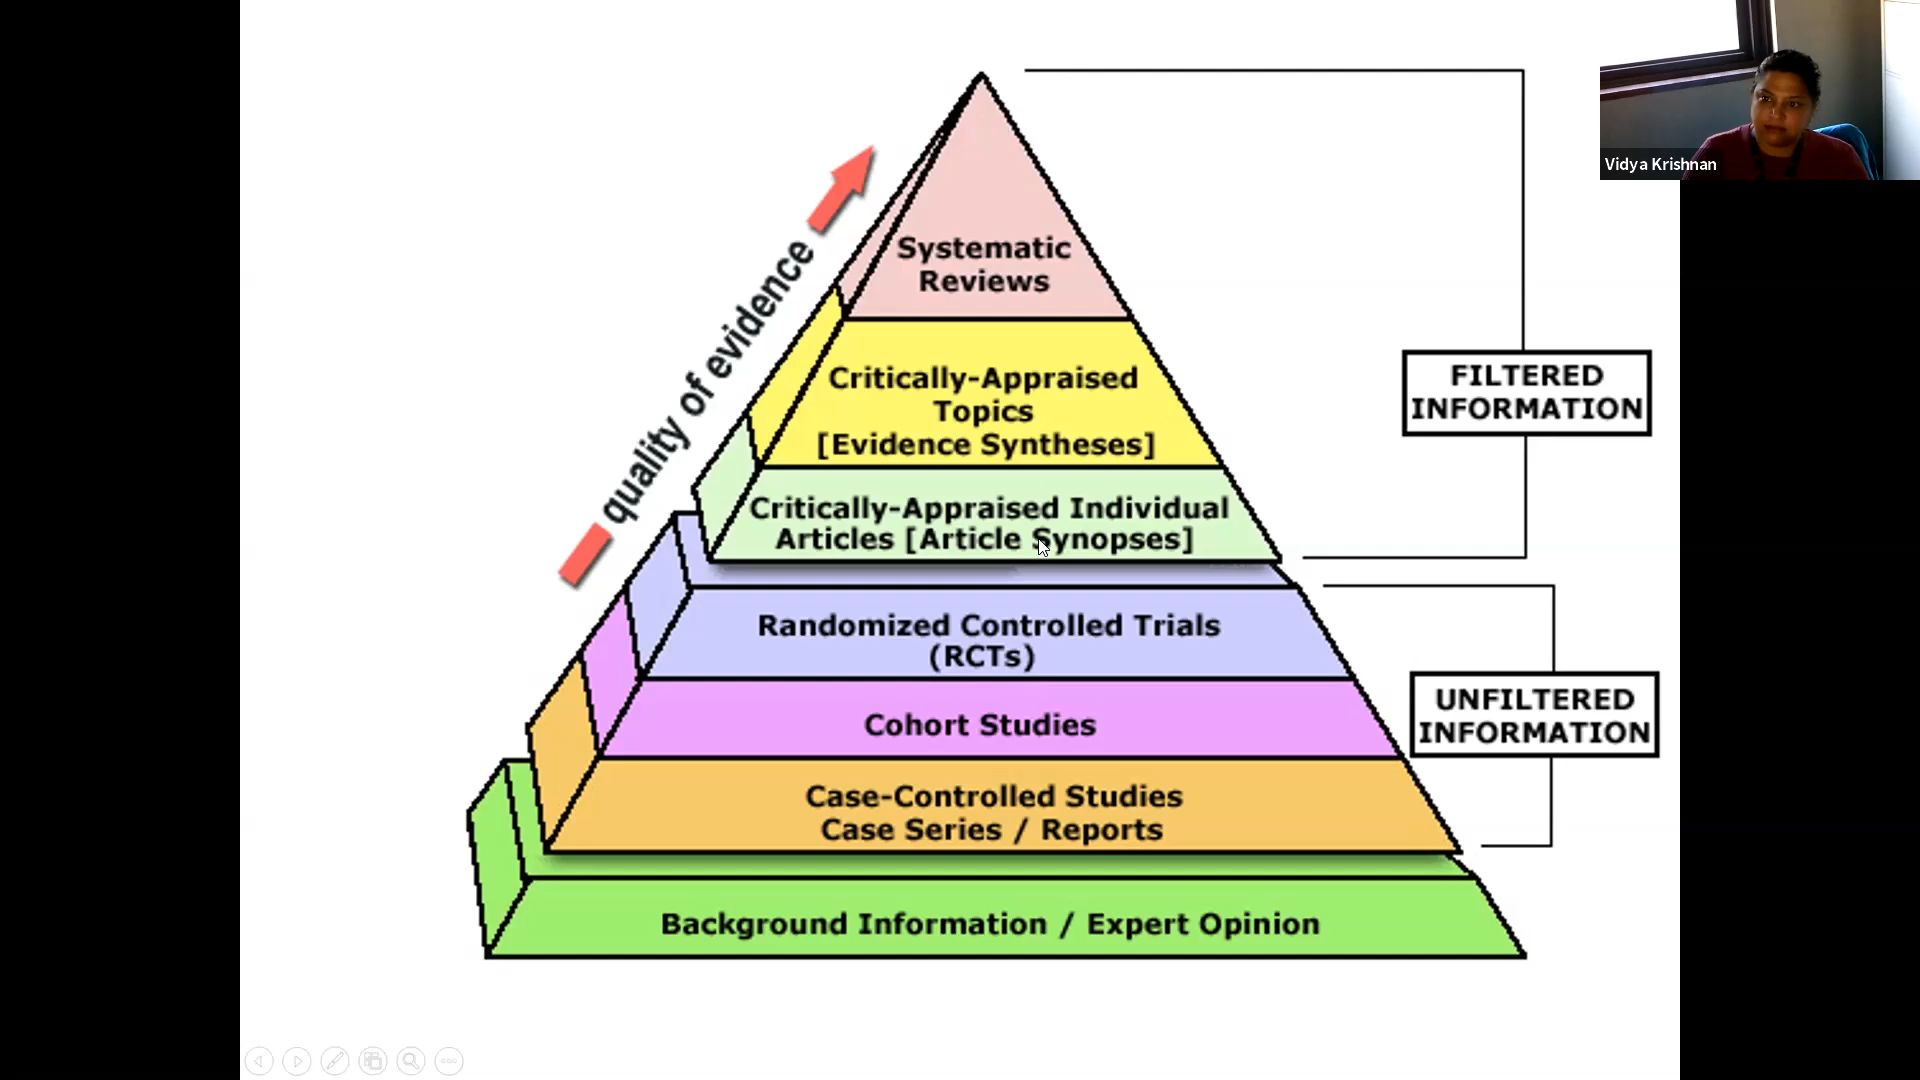 Vidya Krishnan
quality of evidence
Systematic
Reviews
Critically-Appraised
Topics
[Evidence Syntheses]
Critically-Appraised Individual
Articles [Article Synopses]
FILTERED
INFORMATION
Randomized Controlled Trials
(RCTs)
Cohort Studies
Case-Controlled Studies
Case Series / Reports
UNFILTERED
INFORMATION
Background Information / Expert Opinion